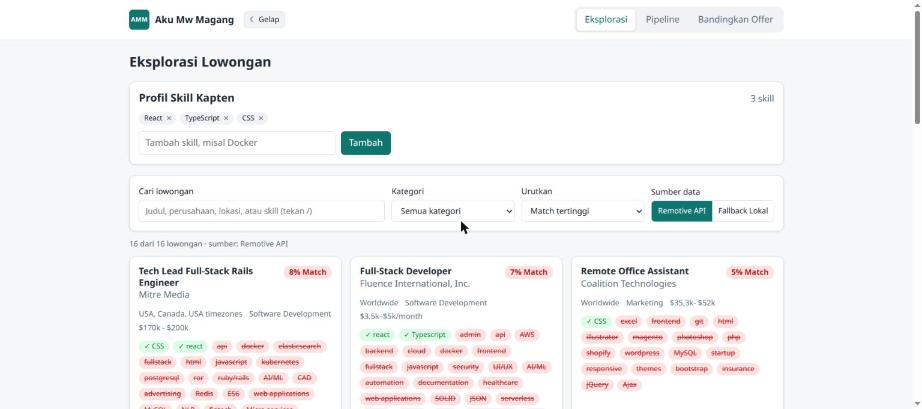 AMM
Aku Mw Magang
☾ Gelap
Eksplorasi
Pipeline
Bandingkan Offer
Eksplorasi Lowongan
Profil Skill Kapten
3 skill
React ×
TypeScript ×
CSS ×
Tambah skill, misal Docker
Tambah
Cari lowongan
Kategori
Urutkan
Sumber data
Judul, perusahaan, lokasi, atau skill (tekan /)
Semua kategori
Match tertinggi
Remotive API
Fallback Lokal
16 dari 16 lowongan · sumber: Remotive API
Tech Lead Full-Stack Rails
Engineer
8% Match
Mitre Media
USA, Canada, USA timezones Software Development
$170k - $200k
✓ CSS ✓ react api docker elasticsearch
fullstack html javascript kubernetes
postgresql ror ruby/rails AI/ML CAD
advertising Redis ES6 web applications
Full-Stack Developer
7% Match
Fluence International, Inc.
Worldwide Software Development
$3.5k–$5k/month
✓ react ✓ Typescript admin api AWS
backend cloud docker frontend
fullstack javascript security UI/UX AI/ML
automation documentation healthcare
web applications SOLID JSON serverless
Remote Office Assistant
5% Match
Coalition Technologies
Worldwide Marketing $35,3k- $52k
✓ CSS excel frontend git html
illustrator magento photoshop php
shopify wordpress MySQL startup
responsive themes bootstrap insurance
jQuery Ajax